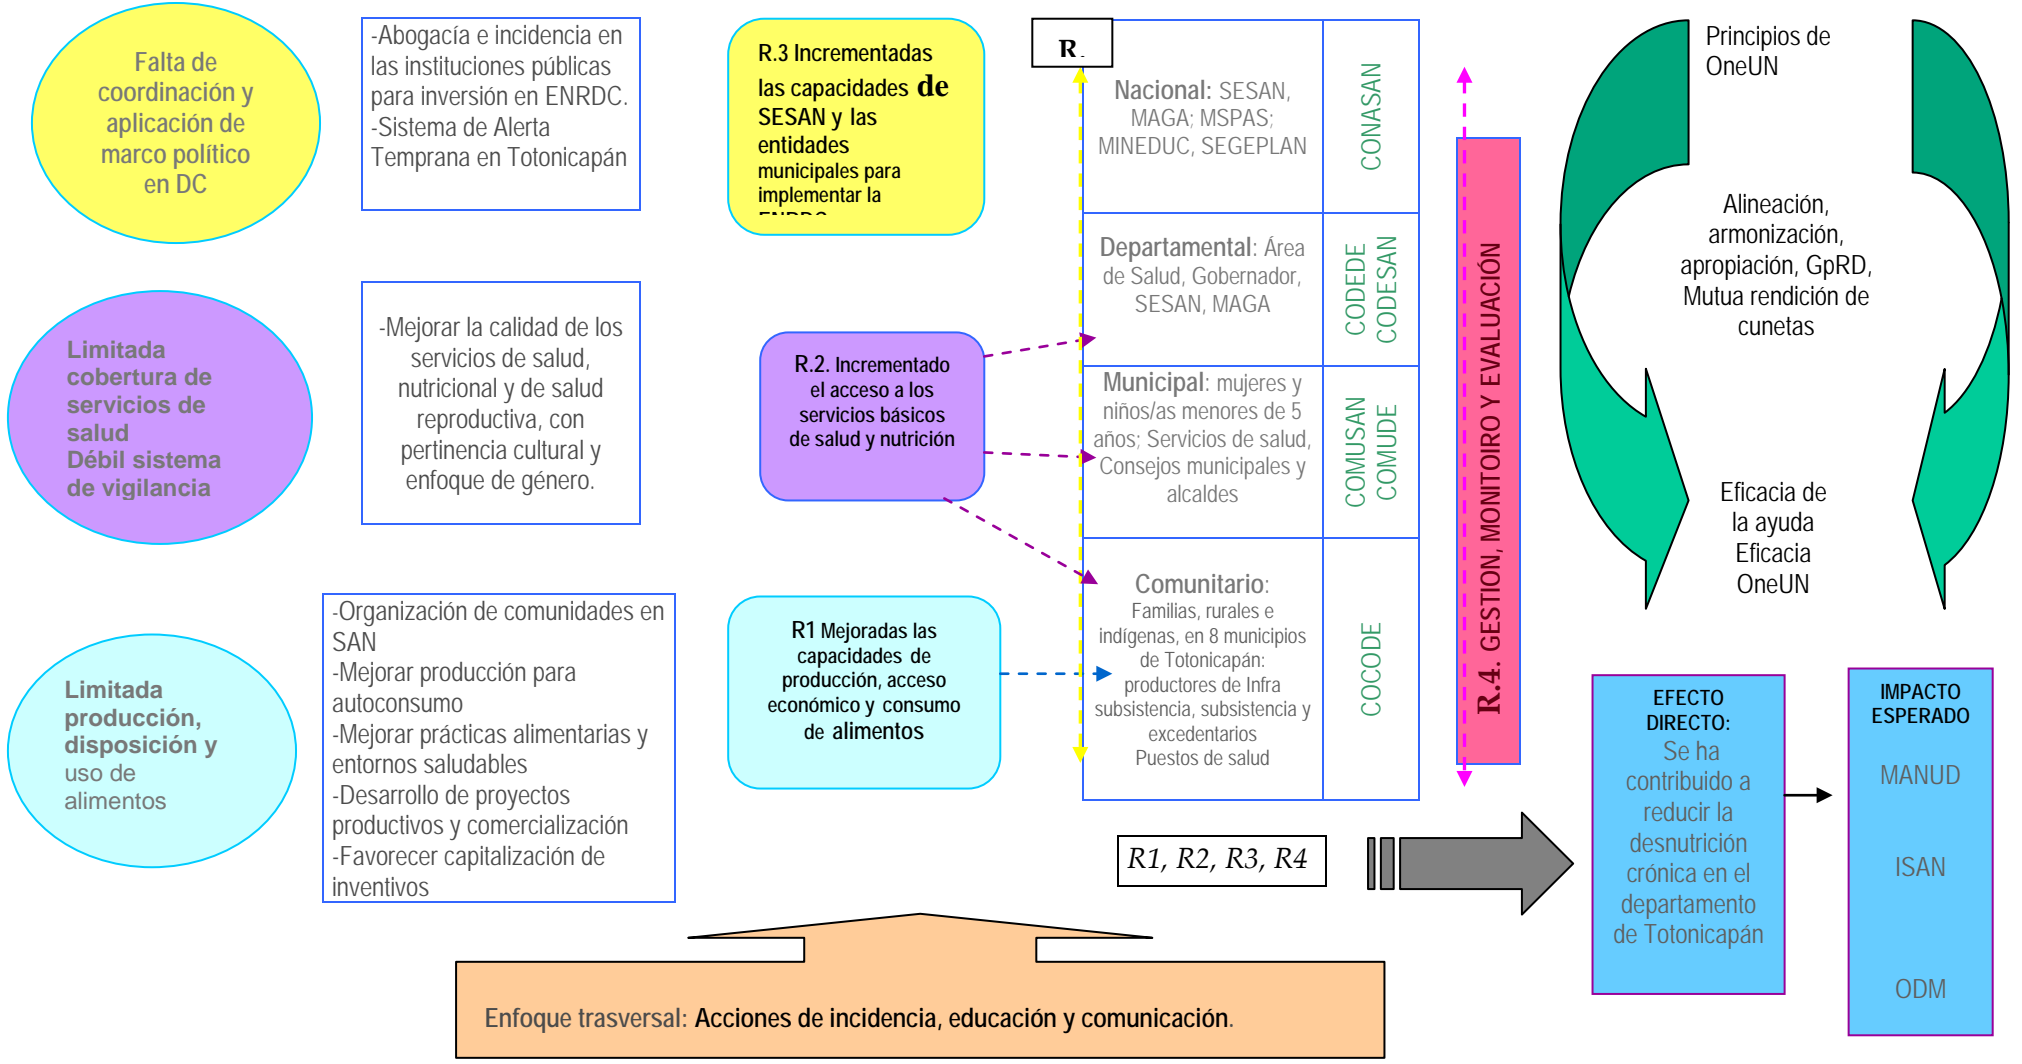 Falta de
coordinación y
aplicación de
marco político
en DC
-Abogacía e incidencia en
las instituciones públicas
para inversión en ENRDC.
-Sistema de Alerta
Temprana en Totonicapán
R.3 Incrementadas
las capacidades de
SESAN y las
entidades
municipales para
implementar la
R.
Nacional: SESAN,
MAGA; MSPAS;
MINEDUC, SEGEPLAN
CONASAN
Departamental: Área
de Salud, Gobernador,
SESAN, MAGA
CODEDE
CODESAN
Municipal: mujeres y
niños/as menores de 5
años; Servicios de salud,
Consejos municipales y
alcaldes
COMUSAN
COMUDE
Comunitario:
Familias, rurales e
indígenas, en 8 municipios
de Totonicapán:
productores de Infra
subsistencia, subsistencia y
excedentarios
Puestos de salud
COCODE
R.4. GESTION, MONITOIRO Y EVALUACIÓN
Principios de
OneUN
Alineación,
armonización,
apropiación, GpRD,
Mutua rendición de
cunetas
Eficacia de
la ayuda
Eficacia
OneUN
Limitada
cobertura de
servicios de
salud
Débil sistema
de vigilancia
-Mejorar la calidad de los
servicios de salud,
nutricional y de salud
reproductiva, con
pertinencia cultural y
enfoque de género.
R.2. Incrementado
el acceso a los
servicios básicos
de salud y nutrición
Limitada
producción,
disposición y
uso de
alimentos
-Organización de comunidades en
SAN
-Mejorar producción para
autoconsumo
-Mejorar prácticas alimentarias y
entornos saludables
-Desarrollo de proyectos
productivos y comercialización
-Favorecer capitalización de
inventivos
R1 Mejoradas las
capacidades de
producción, acceso
económico y consumo
de alimentos
R1, R2, R3, R4
EFECTO
DIRECTO:
Se ha
contribuido a
reducir la
desnutrición
crónica en el
departamento
de Totonicapán
IMPACTO
ESPERADO
MANUD
ISAN
ODM
Enfoque trasversal: Acciones de incidencia, educación y comunicación.